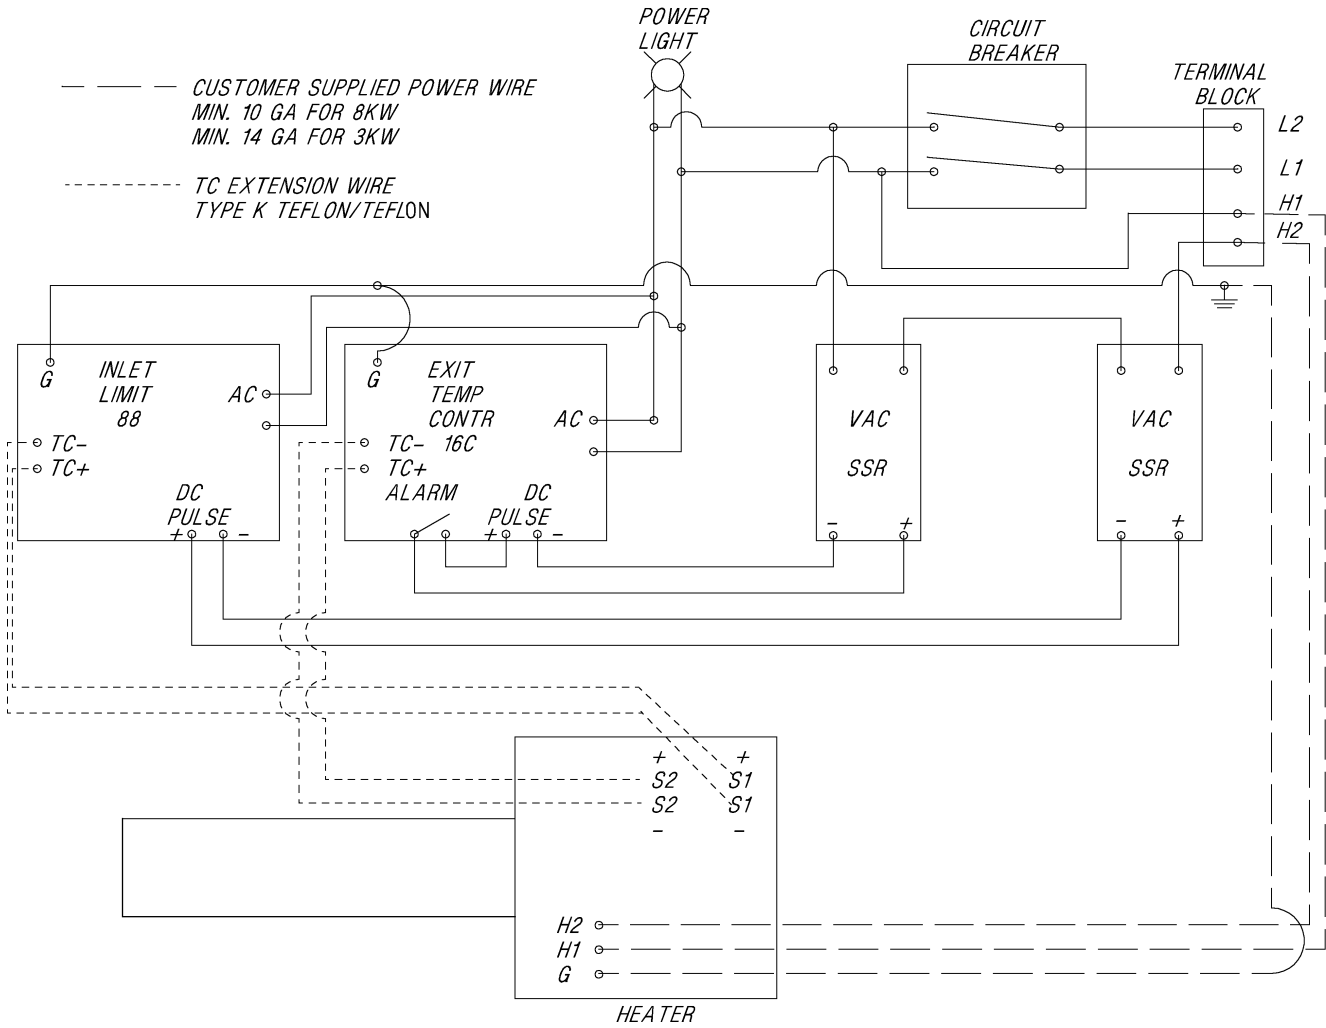 POWER
LIGHT
CIRCUIT
BREAKER
TERMINAL
BLOCK
CUSTOMER SUPPLIED POWER WIRE
MIN. 10 GA FOR 8KW
MIN. 14 GA FOR 3KW
TC EXTENSION WIRE
TYPE K TEFLON/TEFLON
L2
L1
H1
H2
G
INLET
LIMIT
88
AC
TC-
TC+
DC
PULSE
+
-
G
EXIT
TEMP
CONTR
16C
AC
TC-
TC+
ALARM
DC
PULSE
+
-
VAC
SSR
-
+
VAC
SSR
-
+
+ +
S2 S1
S2 S1
- -
H2
H1
G
HEATER